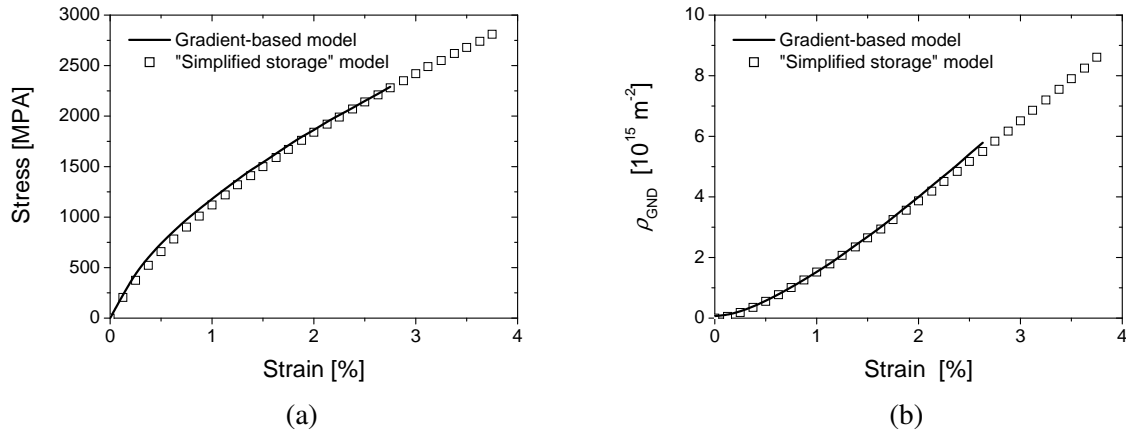 3000
2500
2000
1500
1000
500
0
Stress [MPA]
Gradient-based model
"Simplified storage" model
0 1 2 3 4
Strain [%]
(a)
10
8
6
4
2
0
ρGND [10^15 m^-2]
Gradient-based model
"Simplified storage" model
0 1 2 3 4
Strain [%]
(b)